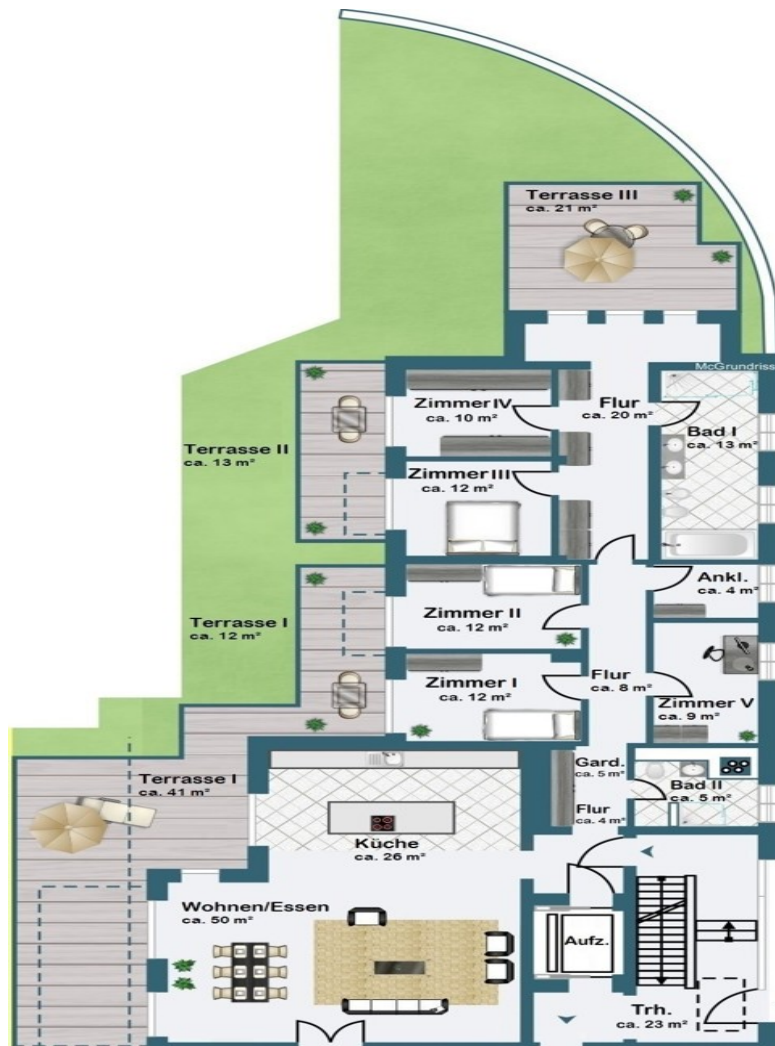 Terrasse III
ca. 21 m²
McGrundriss
Zimmer IV
ca. 10 m²
Flur
ca. 20 m²
Bad I
ca. 13 m²
Terrasse II
ca. 13 m²
Zimmer III
ca. 12 m²
Ankl.
ca. 4 m²
Terrasse I
ca. 12 m²
Zimmer II
ca. 12 m²
Zimmer I
ca. 12 m²
Flur
ca. 8 m²
Zimmer V
ca. 9 m²
Terrasse I
ca. 41 m²
Gard.
ca. 5 m²
Bad II
ca. 5 m²
Flur
ca. 4 m²
Küche
ca. 26 m²
Wohnen/Essen
ca. 50 m²
Aufz.
Trh.
ca. 23 m²